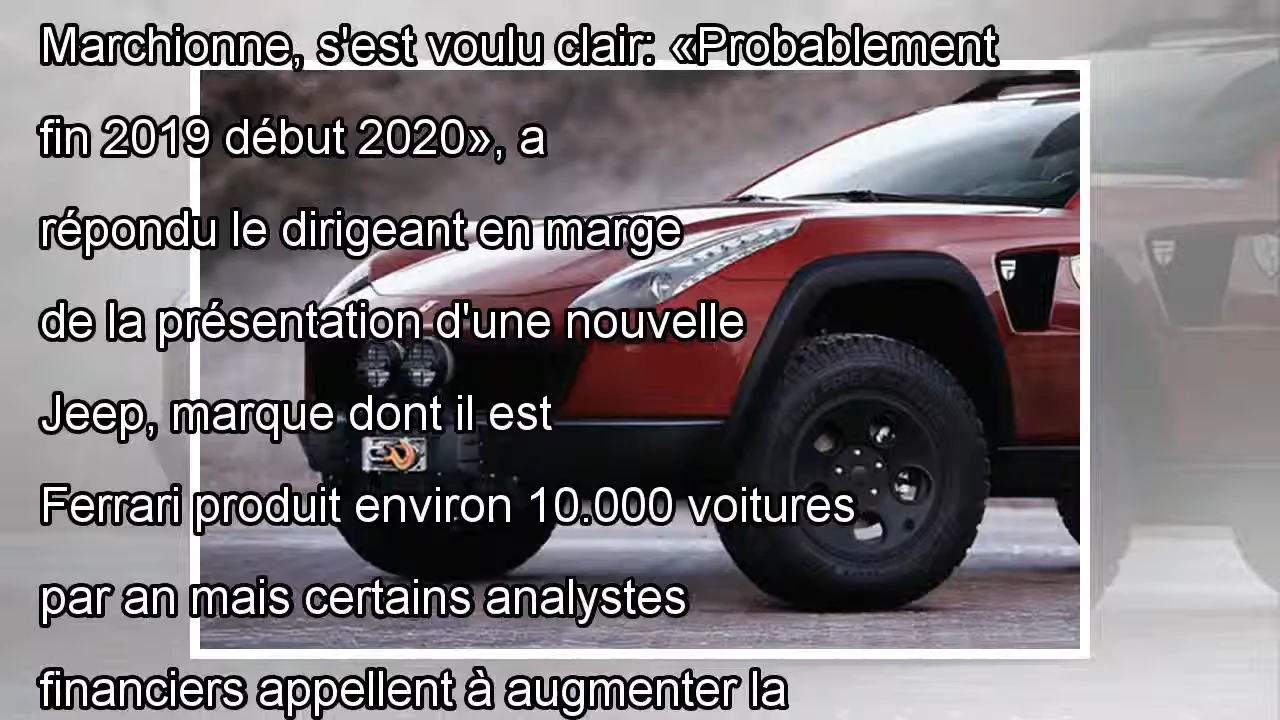 Marchionne, s'est voulu clair: «Probablement
fin 2019 début 2020», a
répondu le dirigeant en marge
de la présentation d'une nouvelle
Jeep, marque dont il est
Ferrari produit environ 10.000 voitures
par an mais certains analystes
financiers appellent à augmenter la